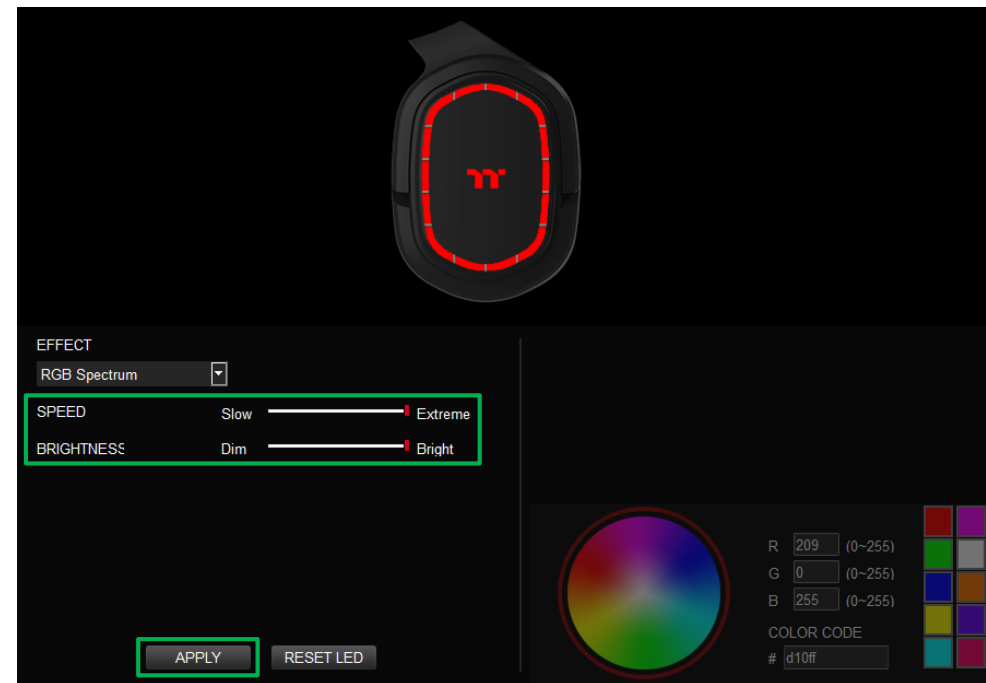 EFFECT
RGB Spectrum
SPEED Slow Extreme
BRIGHTNESS Dim Bright
R 209 (0~255)
G 0 (0~255)
B 255 (0~255)
COLOR CODE
# d10ff
APPLY RESET LED